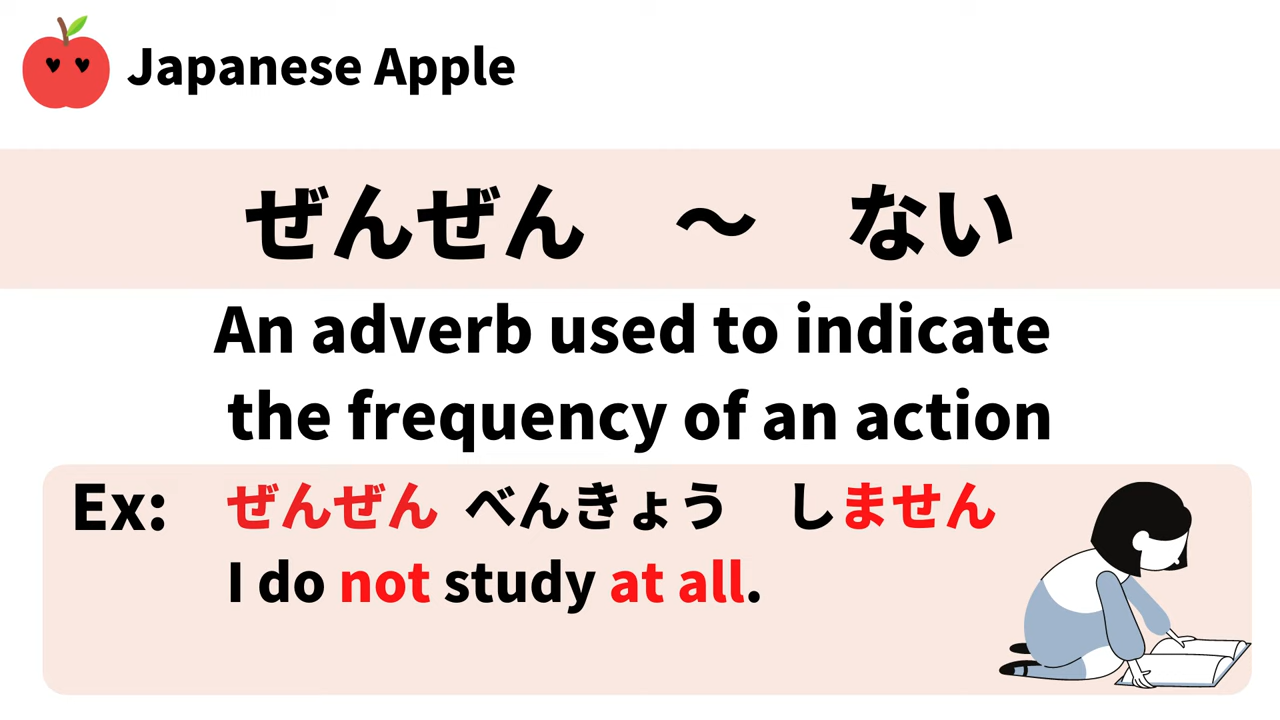 Japanese Apple
ぜんぜん　～　ない
An adverb used to indicate
the frequency of an action
Ex: ぜんぜん べんきょう　しません
I do not study at all.